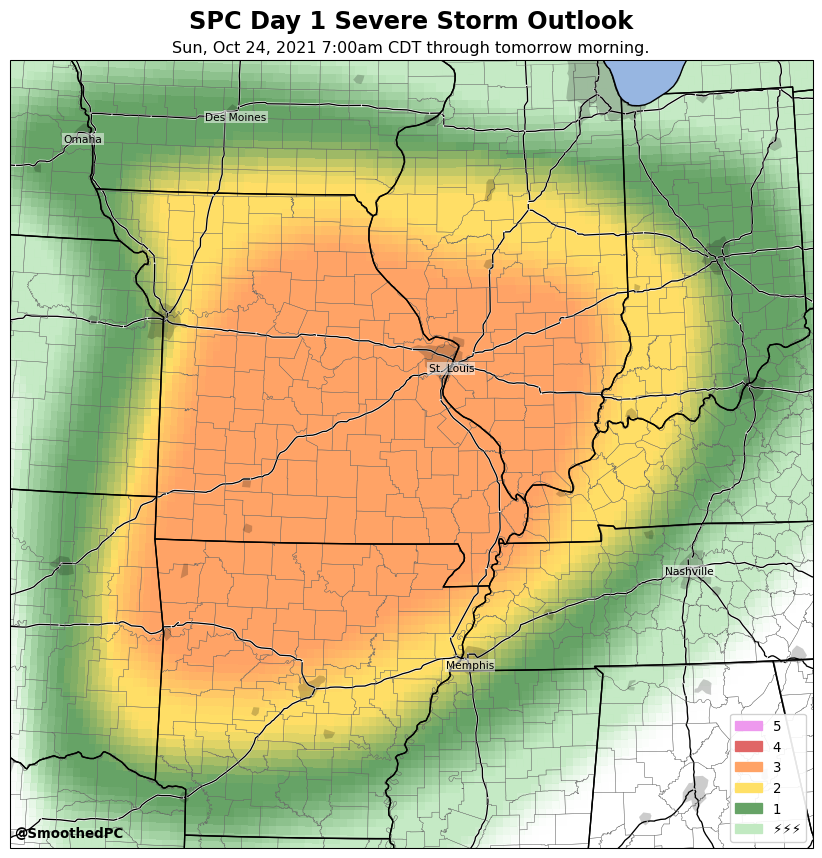 SPC Day 1 Severe Storm Outlook
Sun, Oct 24, 2021 7:00am CDT through tomorrow morning.
Des Moines
Omaha
St. Louis
Nashville
Memphis
5
4
3
2
1
⚡⚡⚡
@SmoothedPC